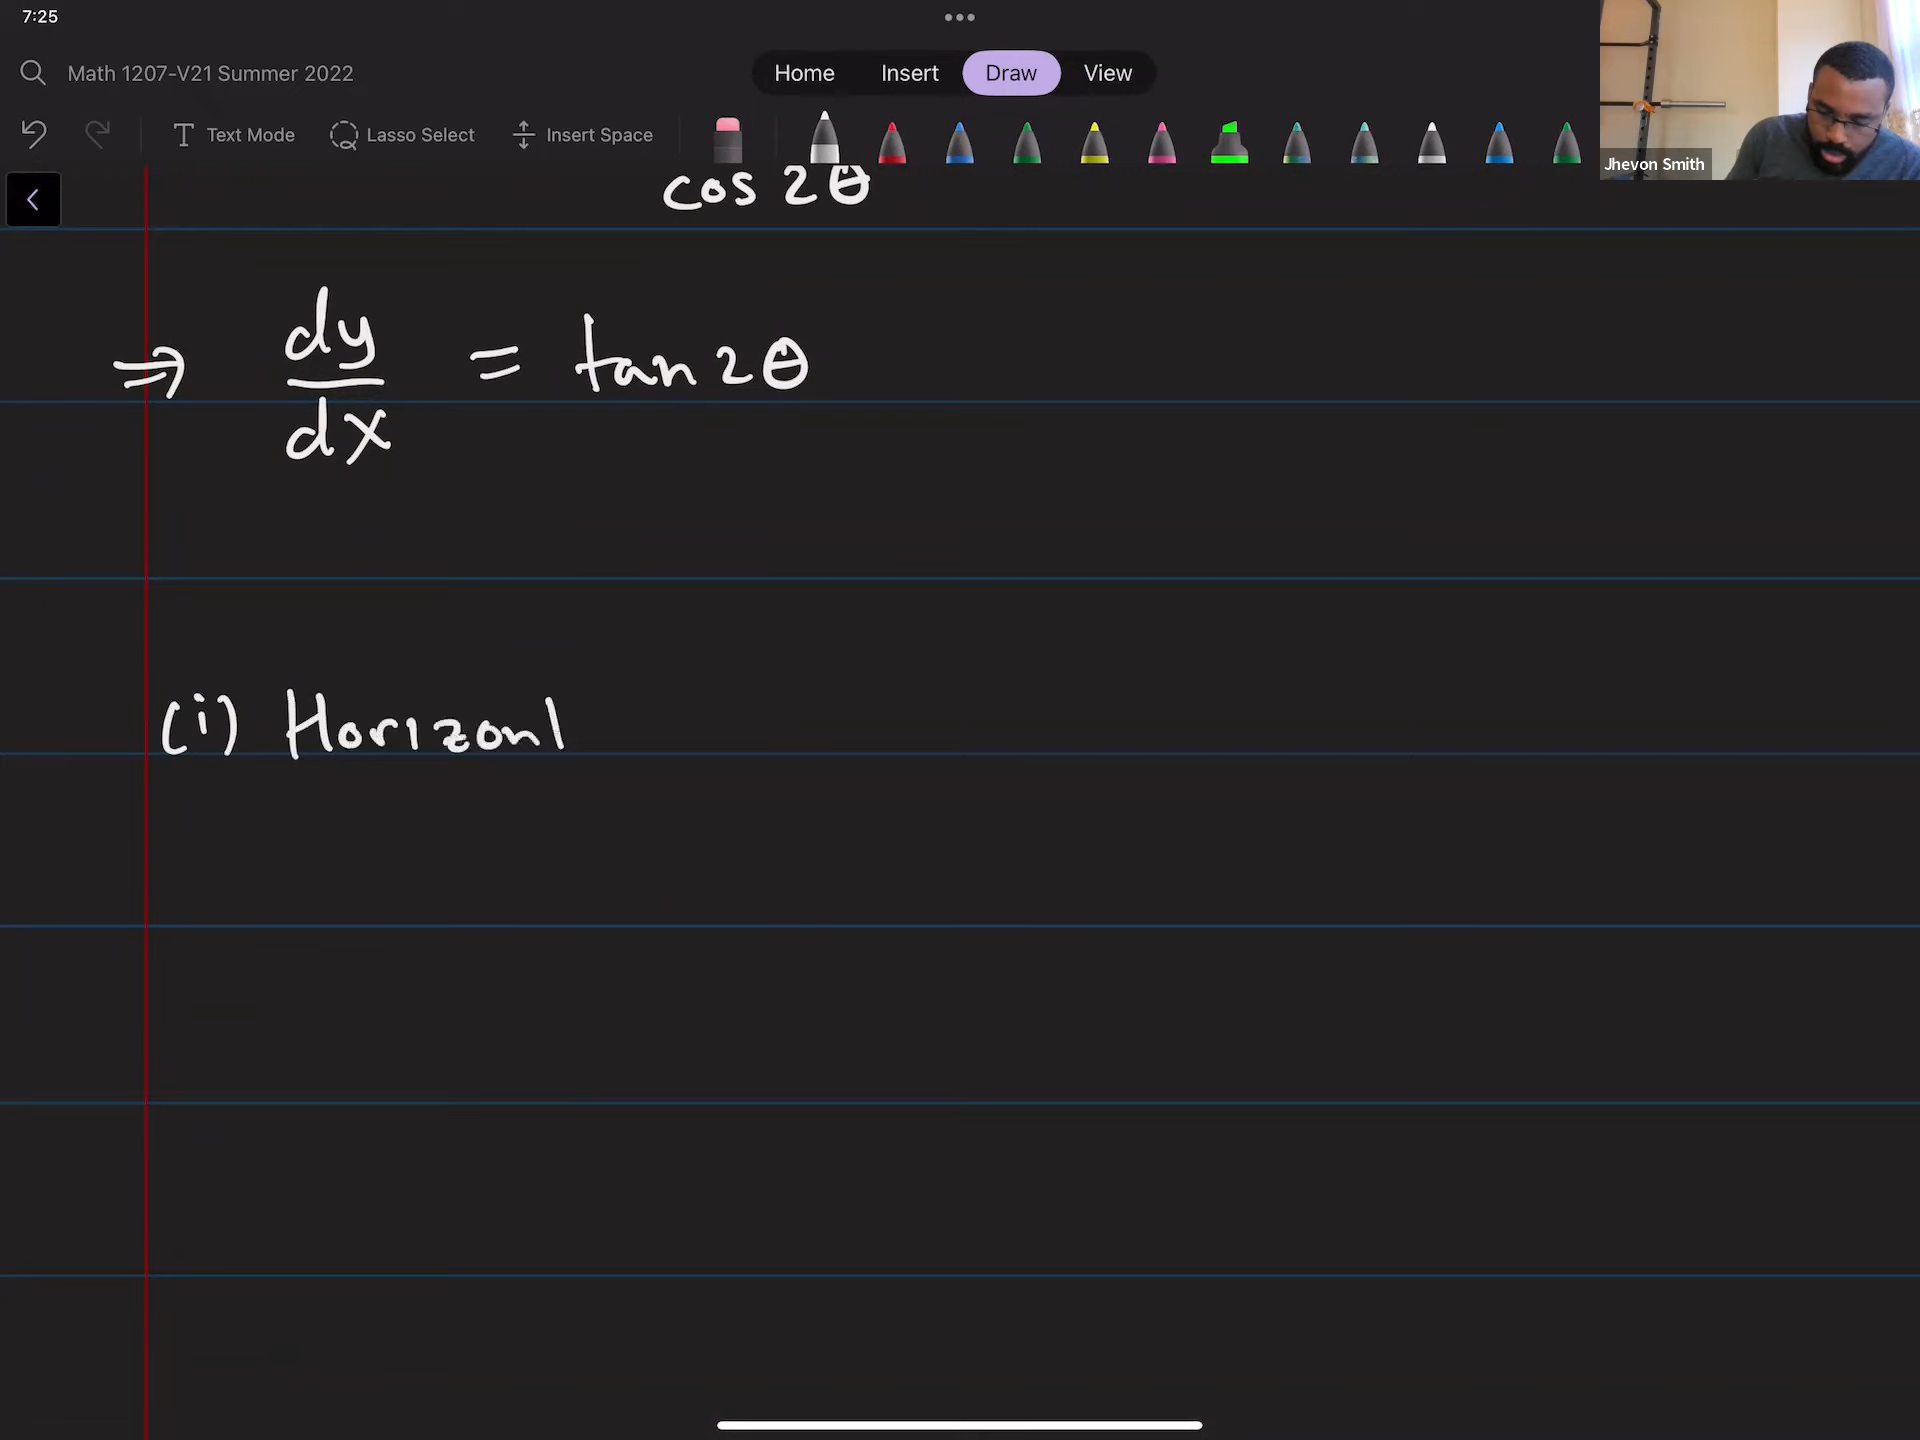 7:25
Math 1207-V21 Summer 2022
Home Insert Draw View
Text Mode Lasso Select Insert Space
Jhevon Smith
cos 2θ
⇒ dy/dx = tan 2θ
(i) Horizonl